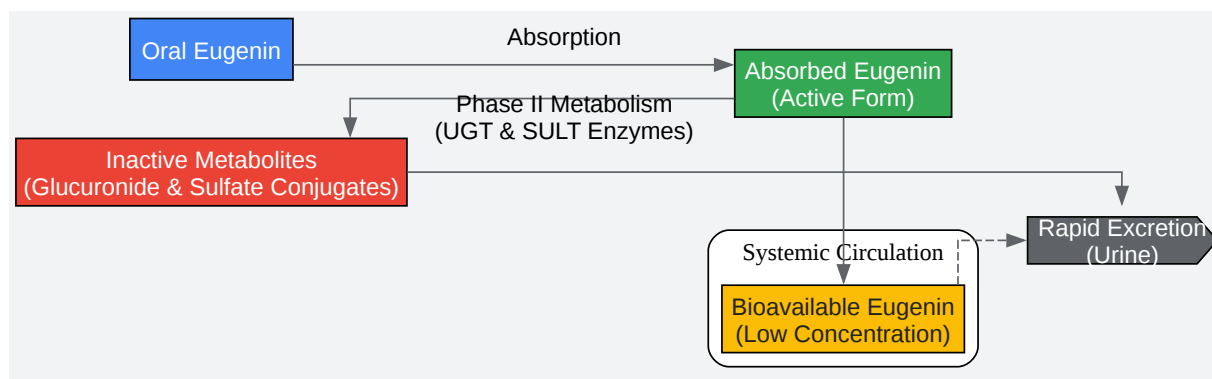 Oral Eugenin
Absorption
Absorbed Eugenin
(Active Form)
Phase II Metabolism
(UGT & SULT Enzymes)
Inactive Metabolites
(Glucuronide & Sulfate Conjugates)
Rapid Excretion
(Urine)
Systemic Circulation
Bioavailable Eugenin
(Low Concentration)